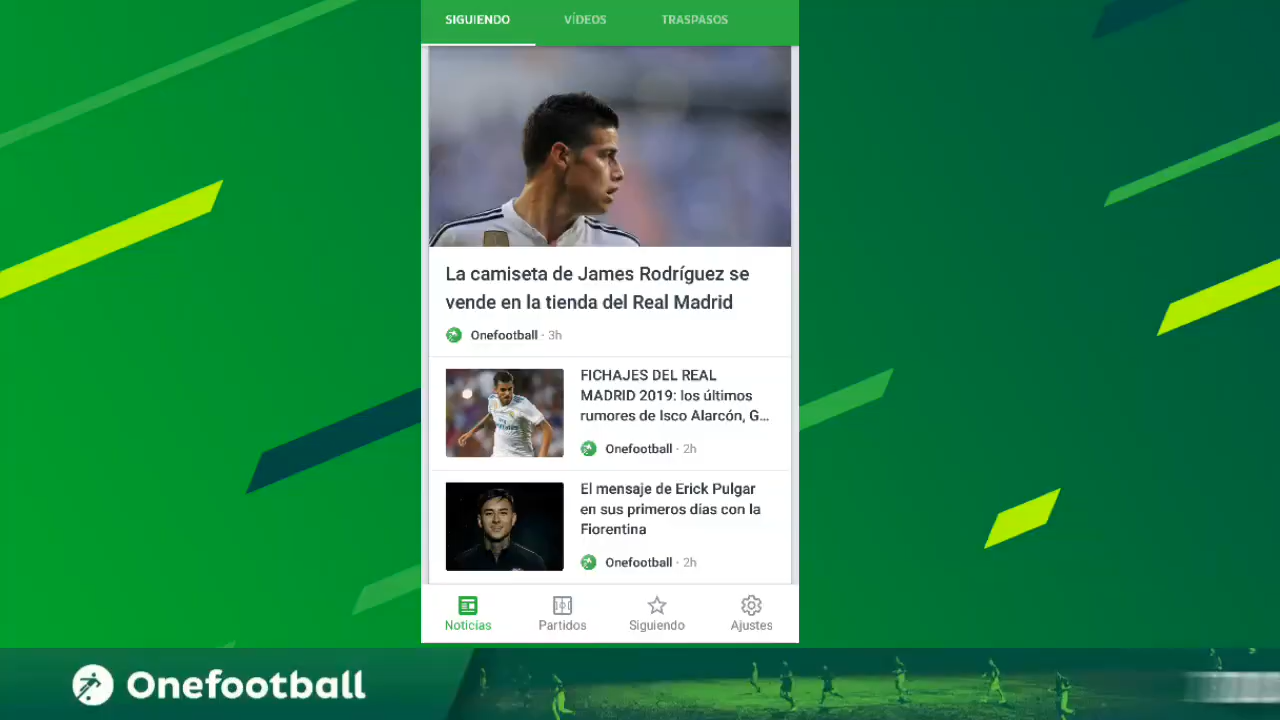 SIGUIENDO VÍDEOS TRASPASOS
La camiseta de James Rodríguez se
vende en la tienda del Real Madrid
Onefootball · 3h
FICHAJES DEL REAL
MADRID 2019: los últimos
rumores de Isco Alarcón, G...
Onefootball · 2h
El mensaje de Erick Pulgar
en sus primeros días con la
Fiorentina
Onefootball · 2h
Noticias Partidos Siguiendo Ajustes
Onefootball